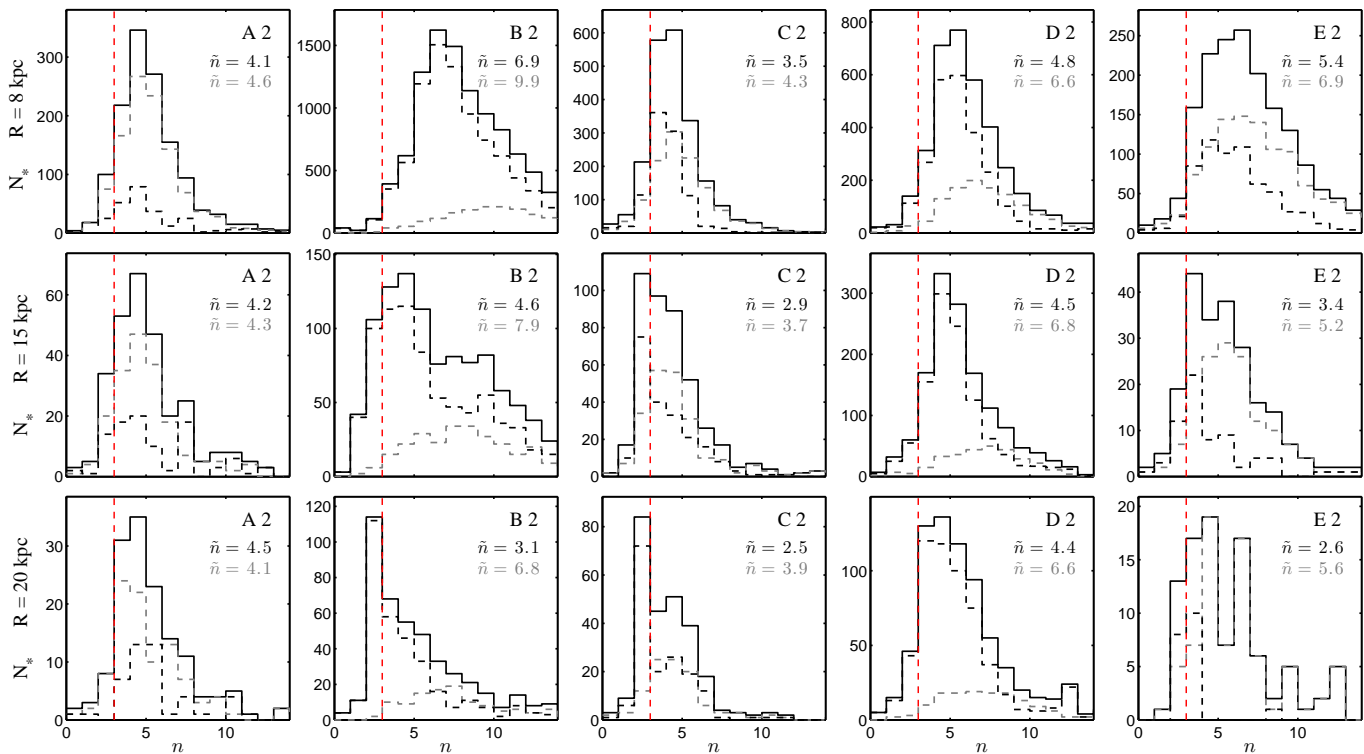 A 2
B 2
C 2
D 2
E 2
ñ = 4.1
ñ = 6.9
ñ = 3.5
ñ = 4.8
ñ = 5.4
ñ = 4.6
ñ = 9.9
ñ = 4.3
ñ = 6.6
ñ = 6.9
N* R = 8 kpc
300
200
100
0
1500
1000
500
0
600
500
400
300
200
100
0
800
600
400
200
0
250
200
150
100
50
0
A 2
B 2
C 2
D 2
E 2
ñ = 4.2
ñ = 4.6
ñ = 2.9
ñ = 4.5
ñ = 3.4
ñ = 4.3
ñ = 7.9
ñ = 3.7
ñ = 6.8
ñ = 5.2
N* R = 15 kpc
60
40
20
0
150
100
50
0
120
100
80
60
40
20
0
300
200
100
0
40
30
20
10
0
A 2
B 2
C 2
D 2
E 2
ñ = 4.5
ñ = 3.1
ñ = 2.5
ñ = 4.4
ñ = 2.6
ñ = 4.1
ñ = 6.8
ñ = 3.9
ñ = 6.6
ñ = 5.6
N* R = 20 kpc
30
20
10
0
120
100
80
60
40
20
0
80
60
40
20
0
100
50
0
20
15
10
5
0
0 5 10
0 5 10
0 5 10
0 5 10
0 5 10
n
n
n
n
n